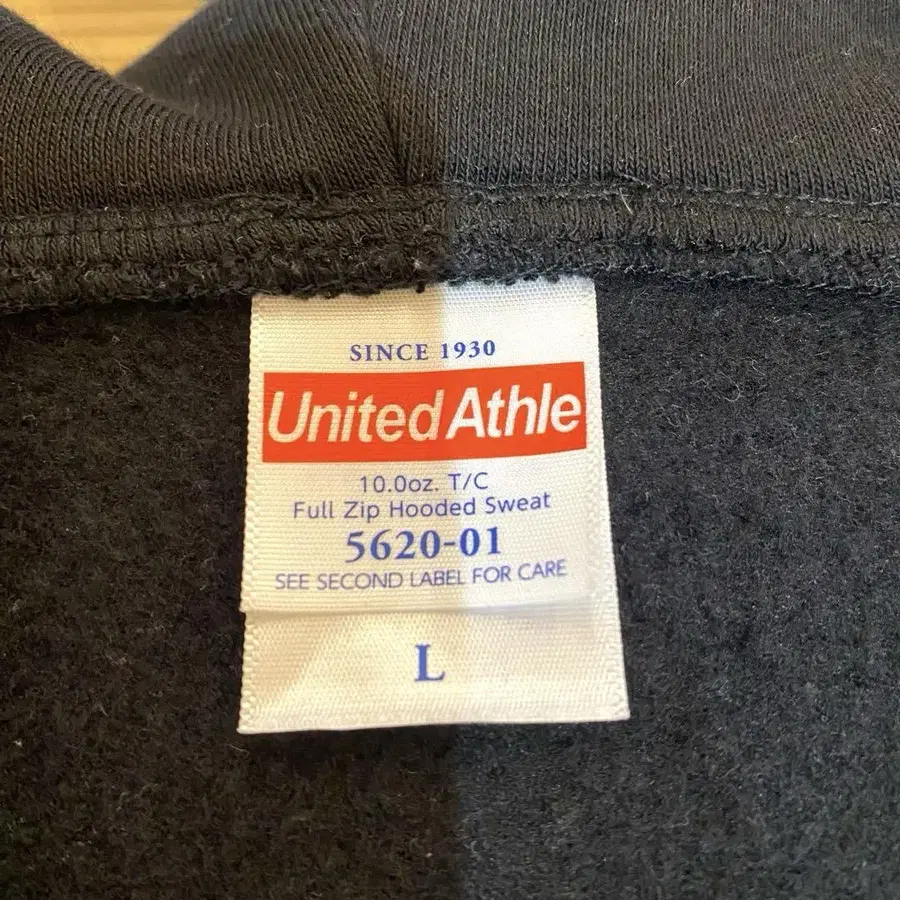 SINCE 1930
United Athle
10.0oz. T/C
Full Zip Hooded Sweat
5620-01
SEE SECOND LABEL FOR CARE
L